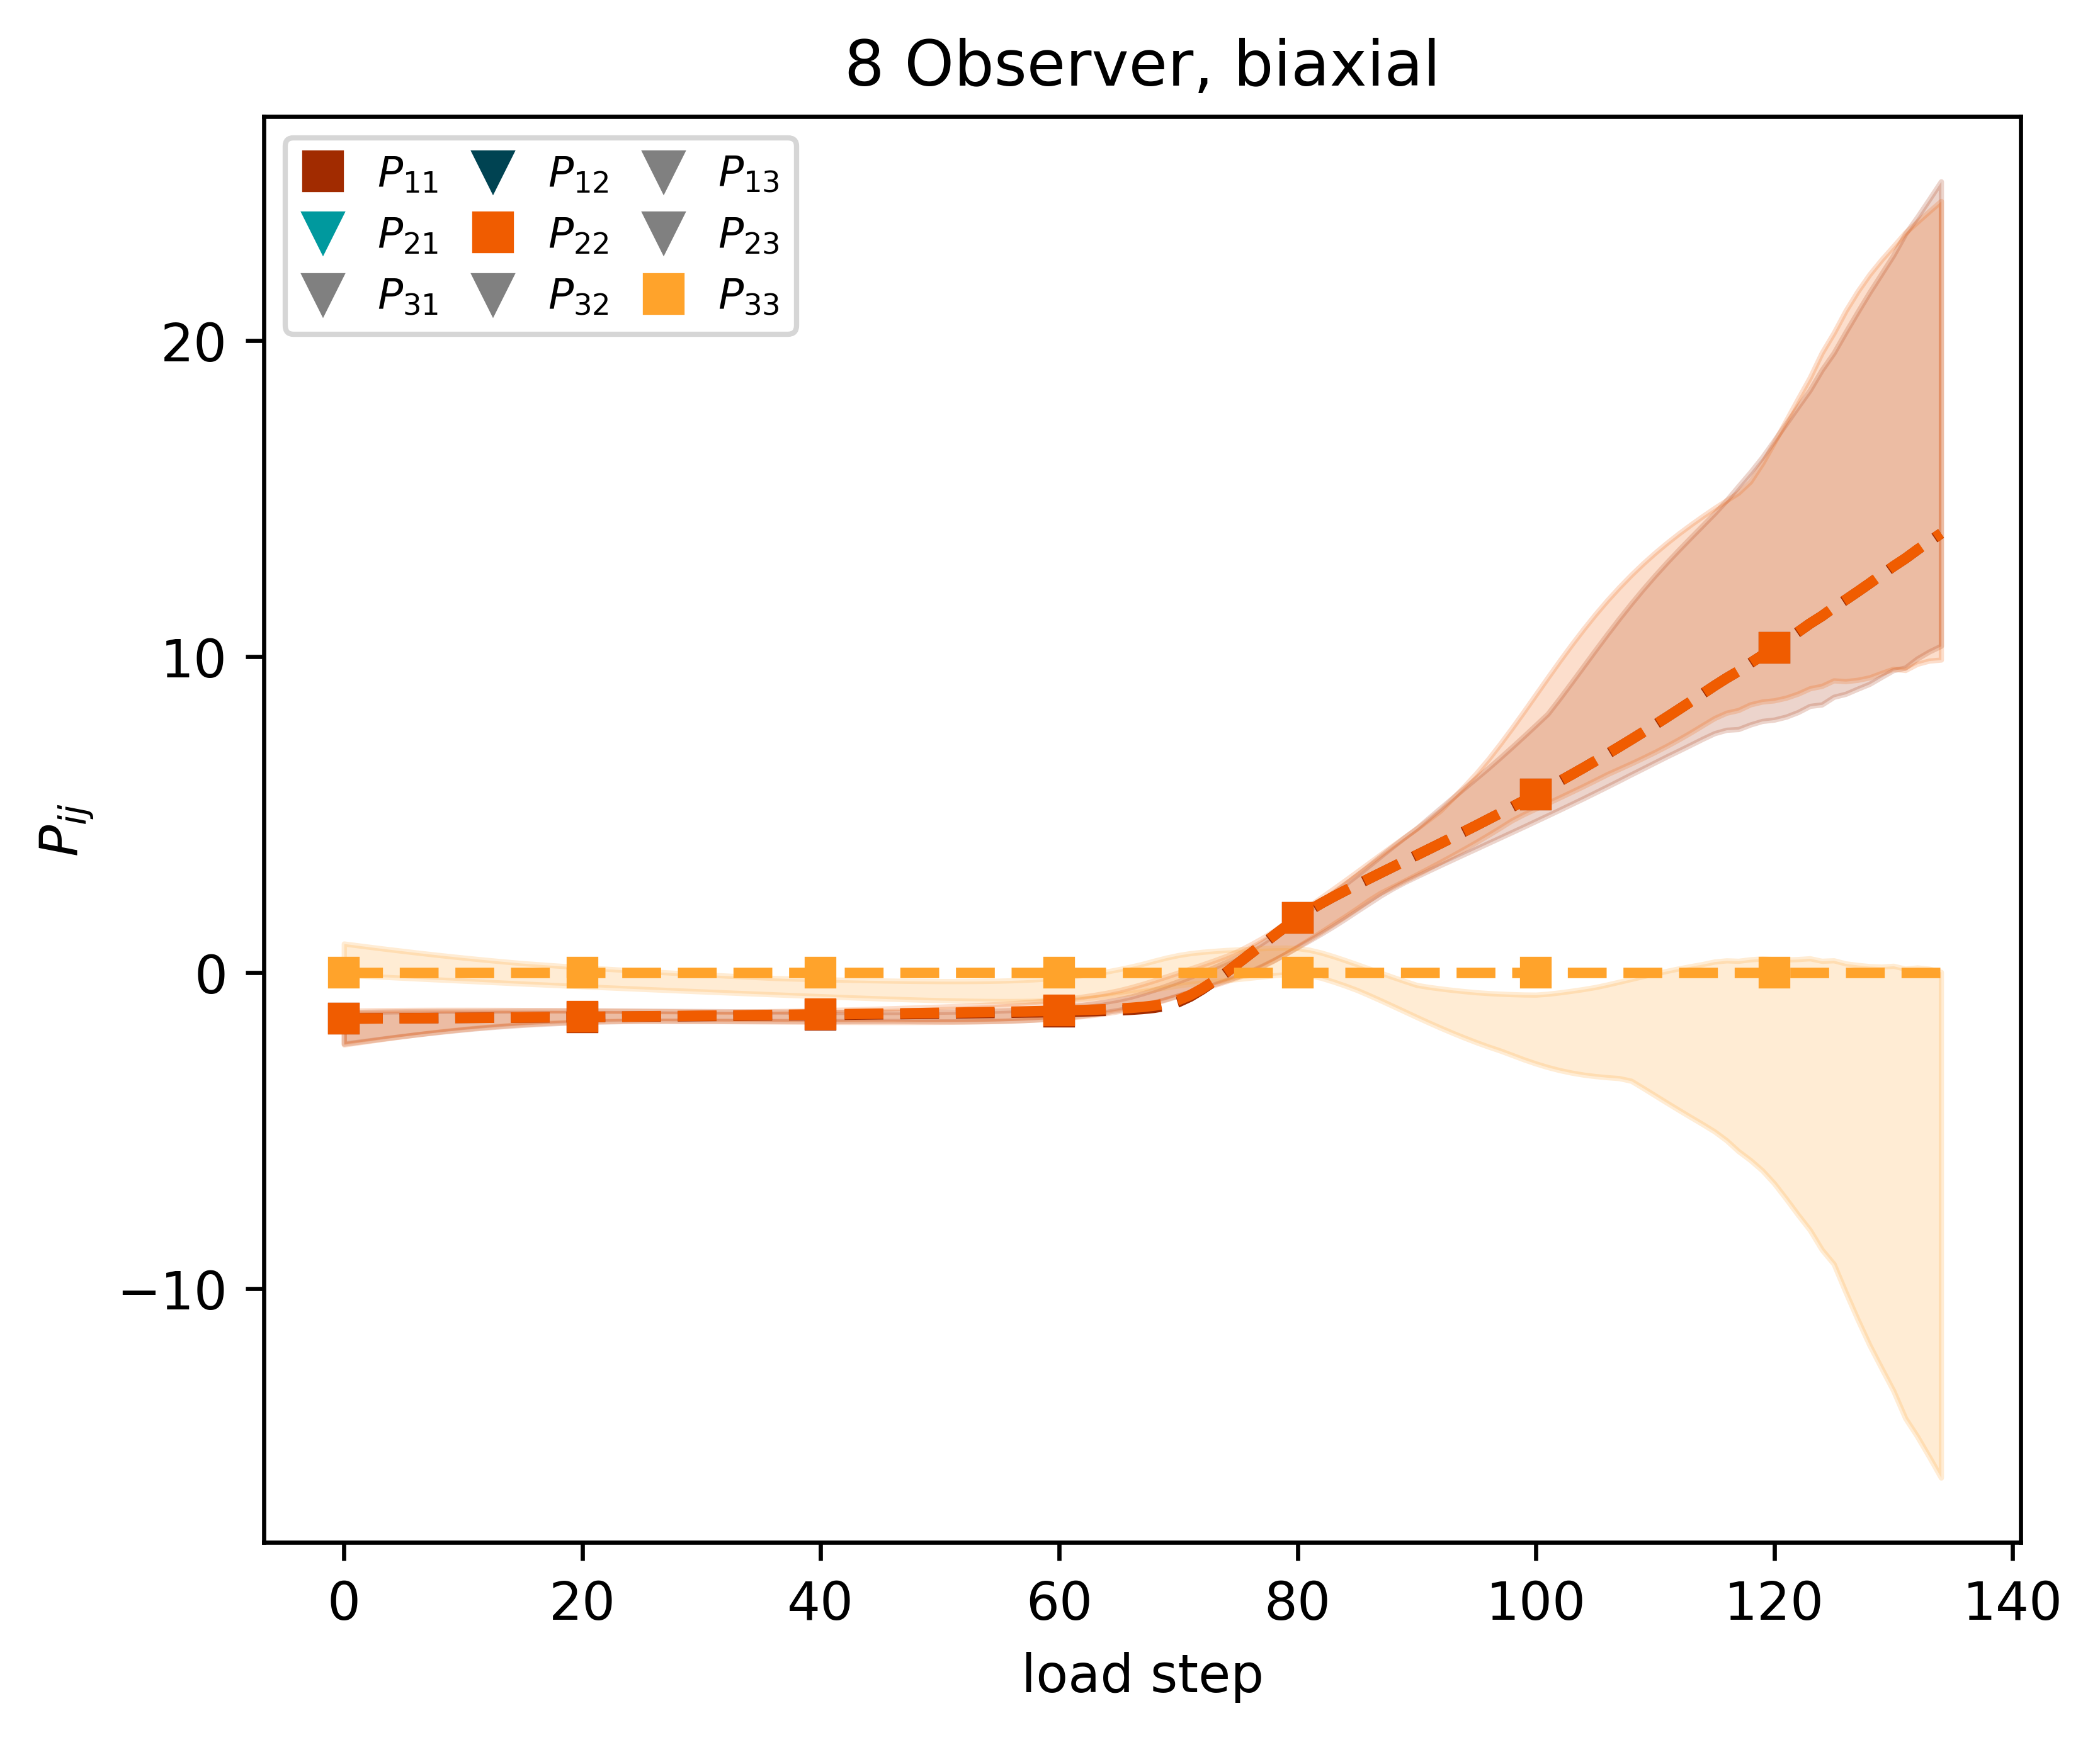 8 Observer, biaxial
P₁₁ P₁₂ P₁₃
P₂₁ P₂₂ P₂₃
P₃₁ P₃₂ P₃₃
20
10
0
−10
Pᵢⱼ
0 20 40 60 80 100 120 140
load step